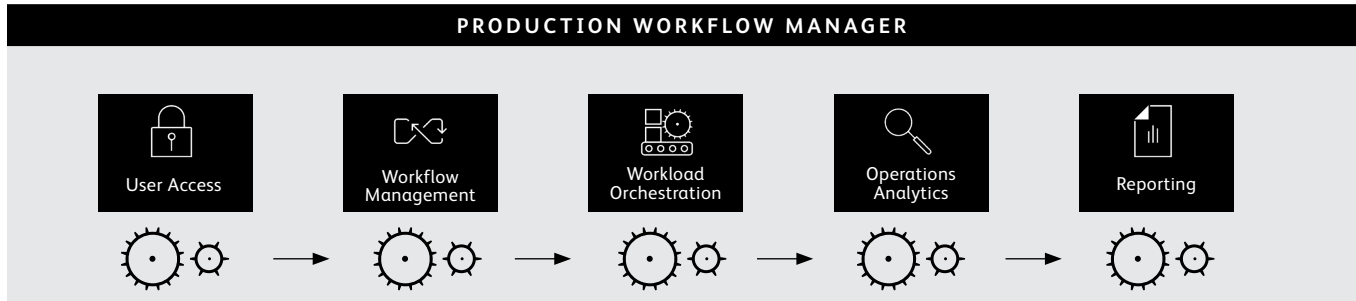 PRODUCTION WORKFLOW MANAGER
User Access
Workflow
Management
Workload
Orchestration
Operations
Analytics
Reporting